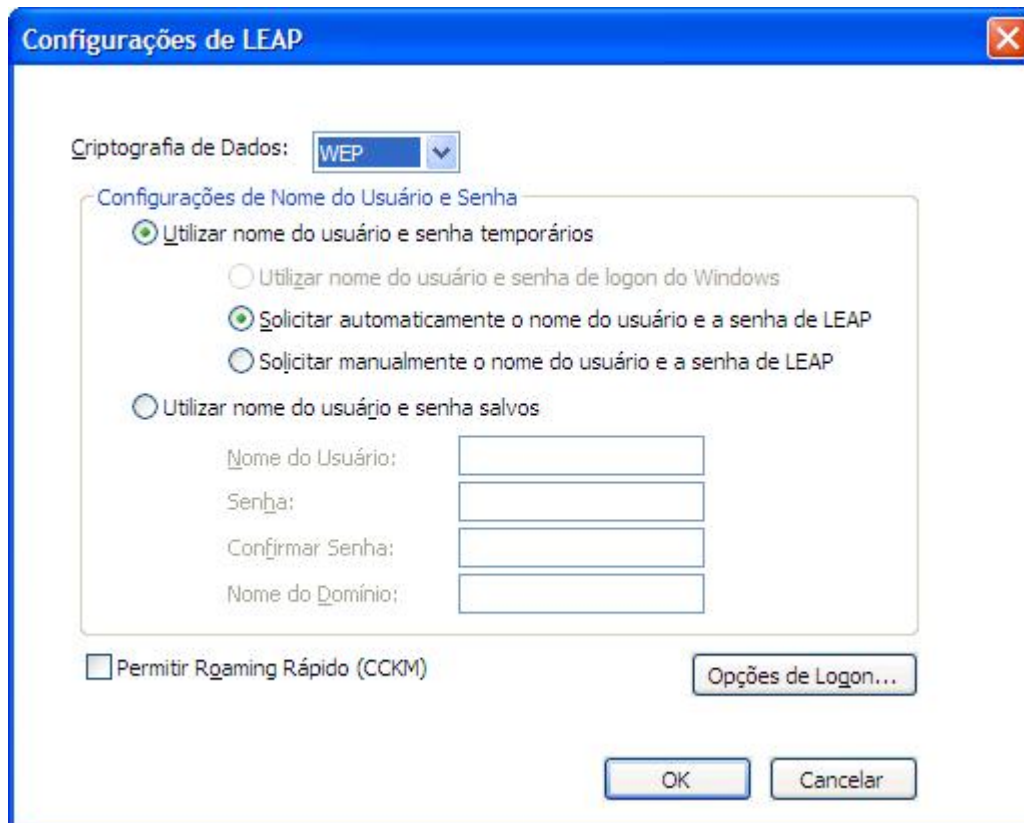 Configurações de LEAP
Criptografia de Dados: WEP
Configurações de Nome do Usuário e Senha
Utilizar nome do usuário e senha temporários
Utilizar nome do usuário e senha de logon do Windows
Solicitar automaticamente o nome do usuário e a senha de LEAP
Solicitar manualmente o nome do usuário e a senha de LEAP
Utilizar nome do usuário e senha salvos
Nome do Usuário:
Senha:
Confirmar Senha:
Nome do Domínio:
Permitir Roaming Rápido (CCKM)
Opções de Logon...
OK
Cancelar